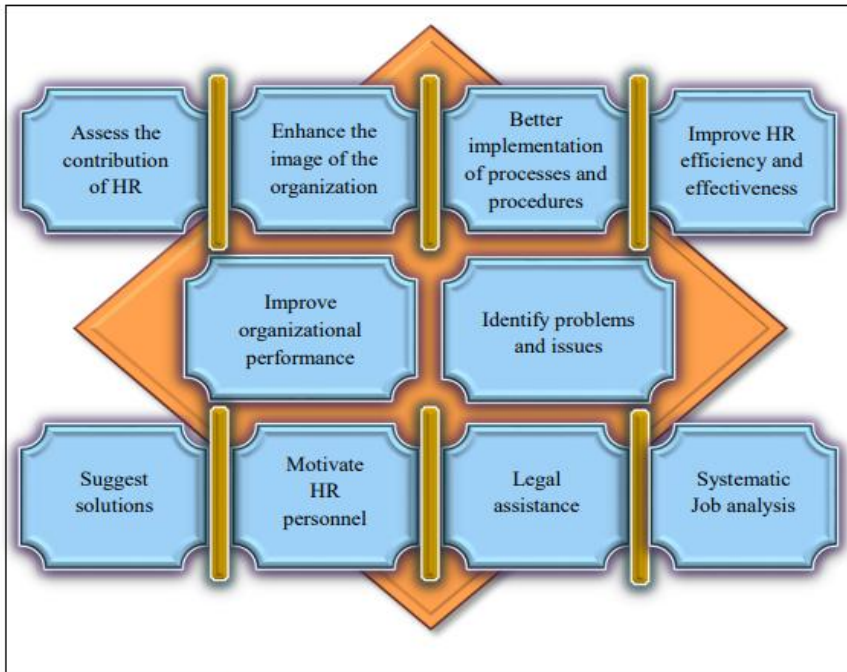 Assess the
contribution
of HR
Enhance the
image of the
organization
Better
implementation
of processes and
procedures
Improve HR
efficiency and
effectiveness
Improve
organizational
performance
Identify problems
and issues
Suggest
solutions
Motivate
HR
personnel
Legal
assistance
Systematic
Job analysis